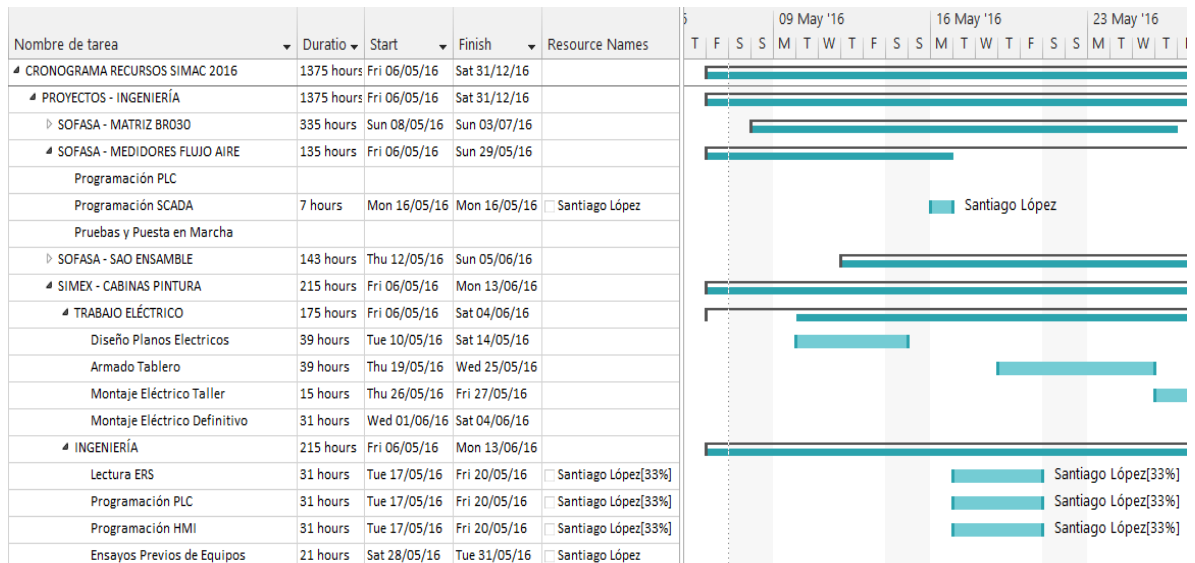 5 09 May '16 16 May '16 23 May '16
Nombre de tarea Duratio Start Finish Resource Names T F S S M T W T F S S M T W T F S S M T W T
CRONOGRAMA RECURSOS SIMAC 2016 1375 hours Fri 06/05/16 Sat 31/12/16
PROYECTOS - INGENIERÍA 1375 hours Fri 06/05/16 Sat 31/12/16
SOFASA - MATRIZ BR030 335 hours Sun 08/05/16 Sun 03/07/16
SOFASA - MEDIDORES FLUJO AIRE 135 hours Fri 06/05/16 Sun 29/05/16
Programación PLC
Programación SCADA 7 hours Mon 16/05/16 Mon 16/05/16 Santiago López Santiago López
Pruebas y Puesta en Marcha
SOFASA - SAO ENSAMBLE 143 hours Thu 12/05/16 Sun 05/06/16
SIMEX - CABINAS PINTURA 215 hours Fri 06/05/16 Mon 13/06/16
TRABAJO ELÉCTRICO 175 hours Fri 06/05/16 Sat 04/06/16
Diseño Planos Electricos 39 hours Tue 10/05/16 Sat 14/05/16
Armado Tablero 39 hours Thu 19/05/16 Wed 25/05/16
Montaje Eléctrico Taller 15 hours Thu 26/05/16 Fri 27/05/16
Montaje Eléctrico Definitivo 31 hours Wed 01/06/16 Sat 04/06/16
INGENIERÍA 215 hours Fri 06/05/16 Mon 13/06/16
Lectura ERS 31 hours Tue 17/05/16 Fri 20/05/16 Santiago López[33%] Santiago López[33%]
Programación PLC 31 hours Tue 17/05/16 Fri 20/05/16 Santiago López[33%] Santiago López[33%]
Programación HMI 31 hours Tue 17/05/16 Fri 20/05/16 Santiago López[33%] Santiago López[33%]
Ensayos Previos de Equipos 21 hours Sat 28/05/16 Tue 31/05/16 Santiago López